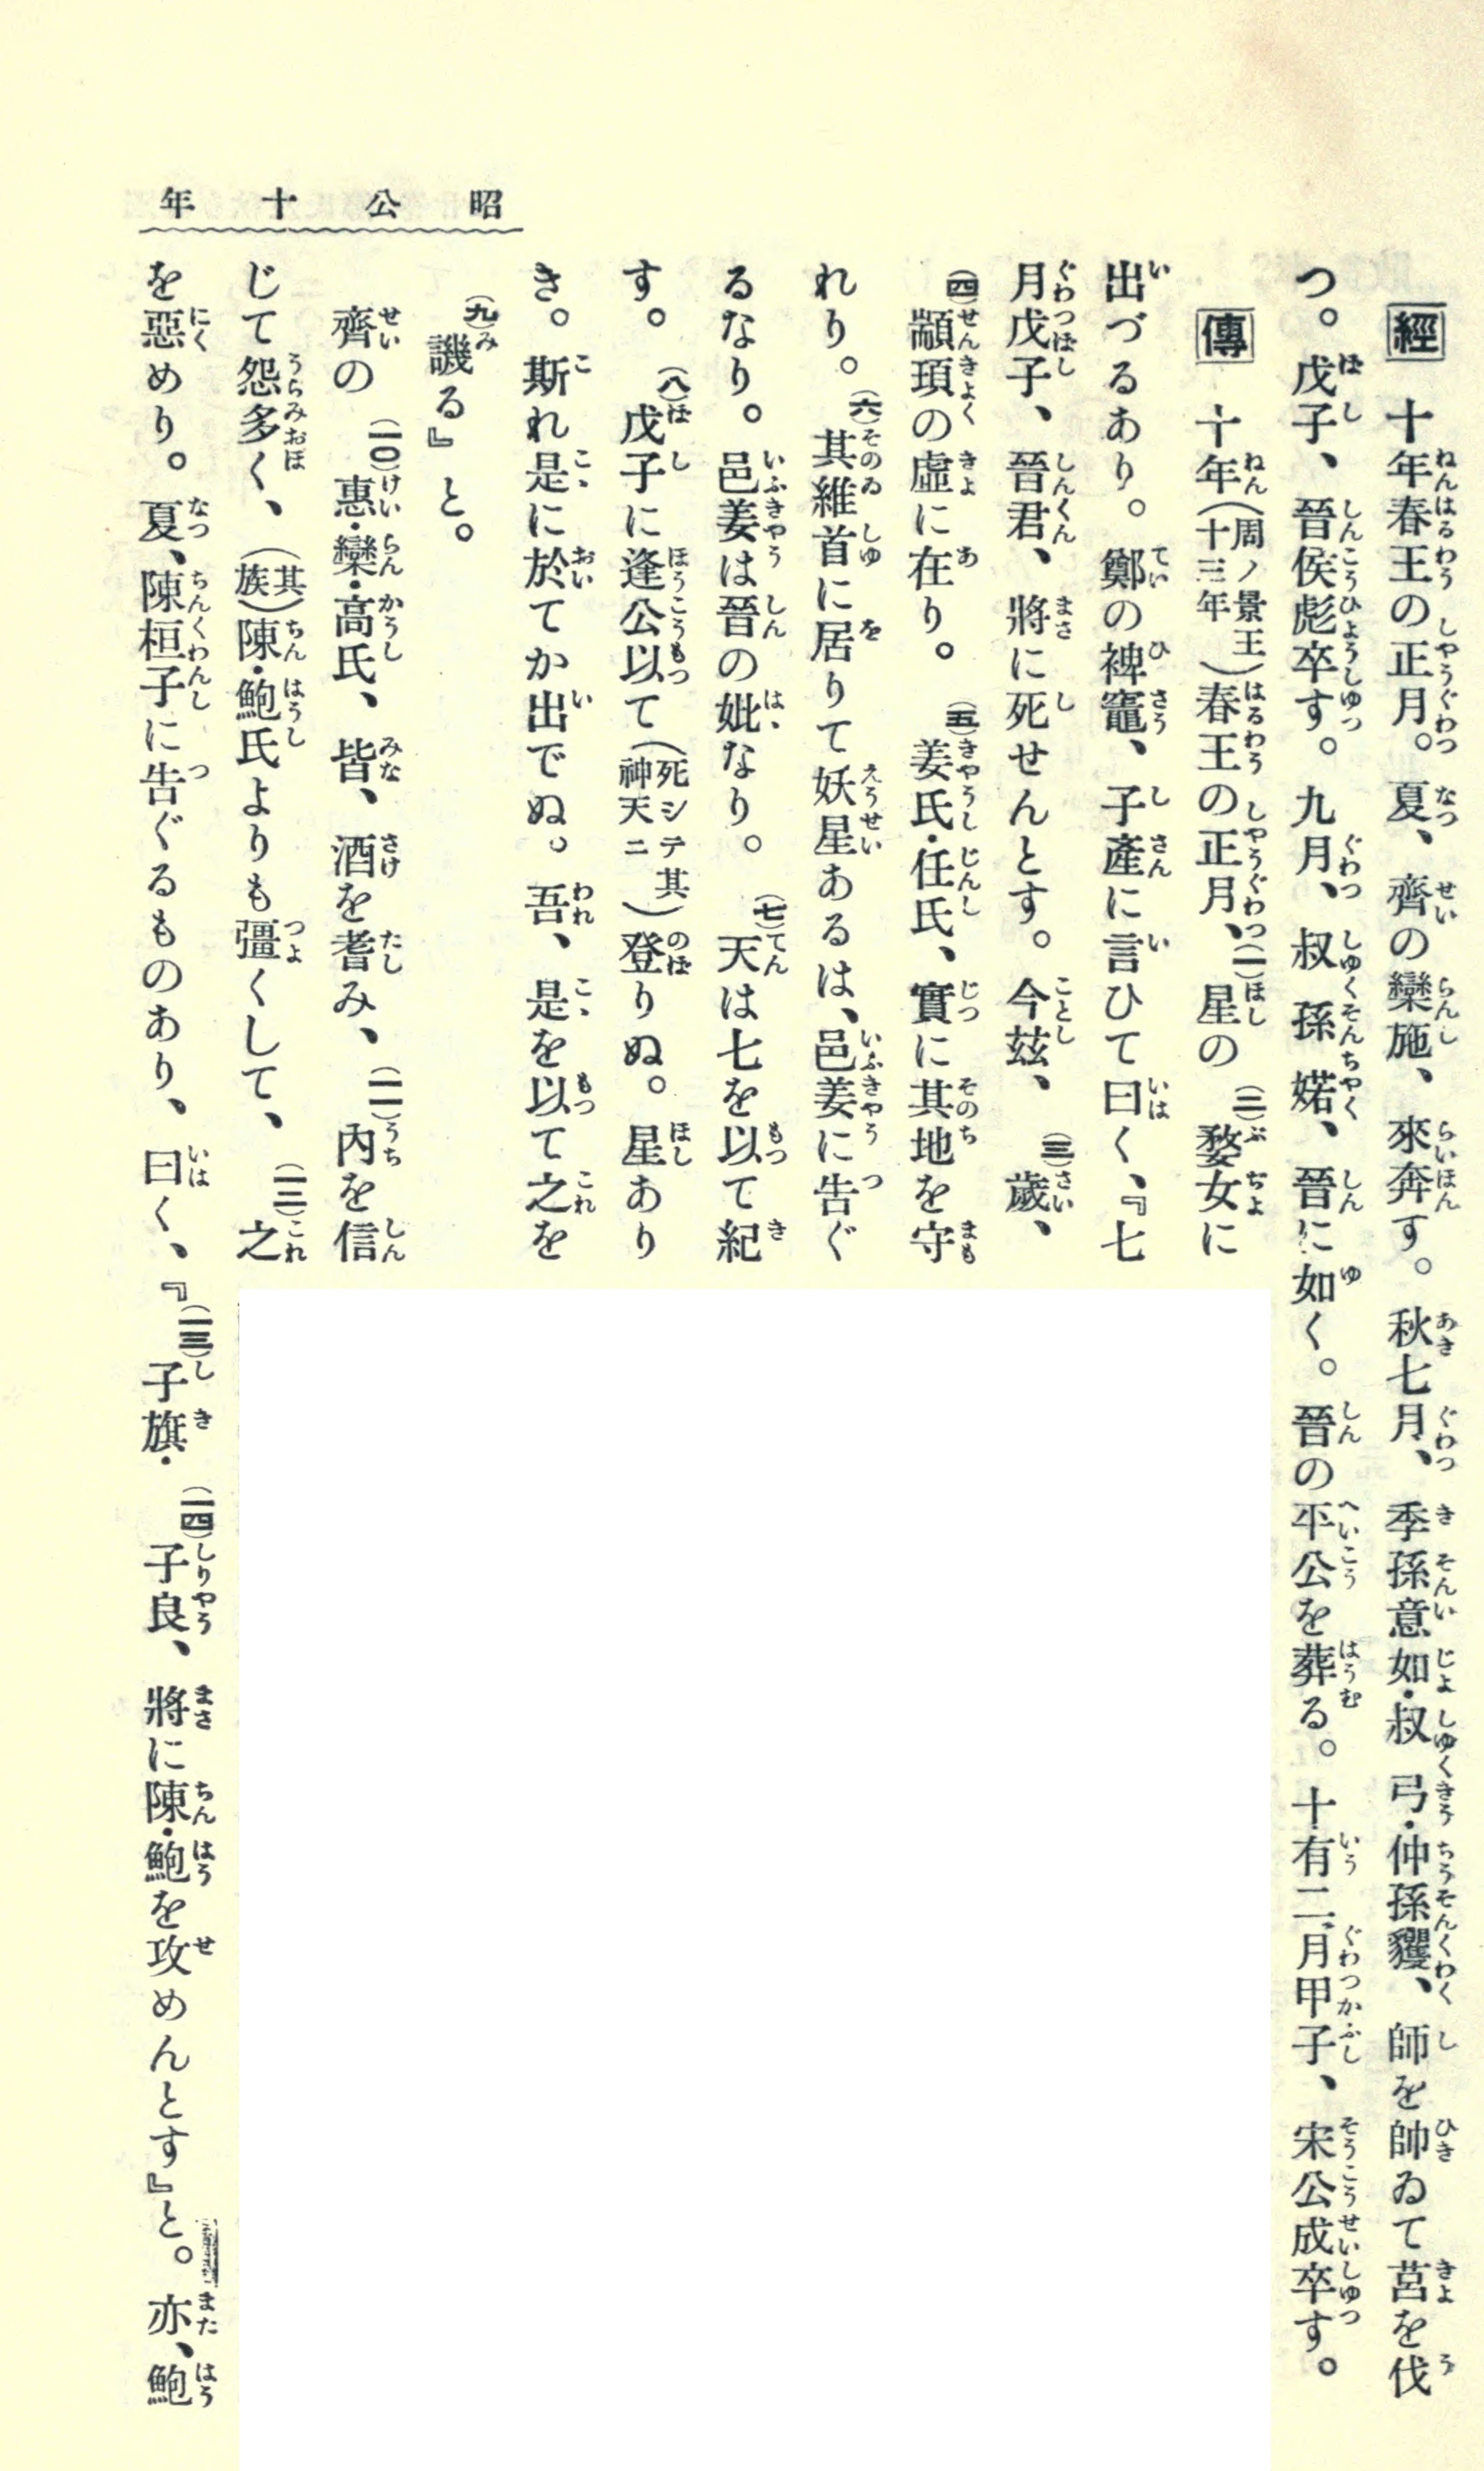 昭公十年
經 十年春王の正月。夏、齊の欒施、來奔す。秋七月、季孫意如・叔弓・仲孫貜、師を帥ゐて莒を伐
つ。戊子、晉侯彪卒す。九月、叔孫婼、晉に如く。晉の平公を葬る。十有二月甲子、宋公成卒す。
傳 十年(周ノ景王十三年)春王の正月、(一)星の(二)婺女に
出づるあり。鄭の裨竈、子產に言ひて曰く、『七
月戊子、晉君、將に死せんとす。今玆、(三)歲、
(四)顓頊の虛に在り。(五)姜氏・任氏、實に其地を守
れり。(六)其維首に居りて妖星あるは、邑姜に吿ぐ
るなり。邑姜は晉の妣なり。(七)天は七を以て紀
す。(八)戊子に逢公以て(死シテ其神天ニ)登りぬ。星あり
き。斯れ是に於てか出でぬ。吾、是を以て之を
(九)譏る』と。
齊の(一〇)惠・欒・高氏、皆、酒を耆み、(一一)內を信
じて怨多く、(其族)陳・鮑氏よりも彊くして、(一二)之
を惡めり。夏、陳桓子に吿ぐるものあり、曰く、『(一三)子旗・(一四)子良、將に陳・鮑を攻めんとす』と。亦、鮑